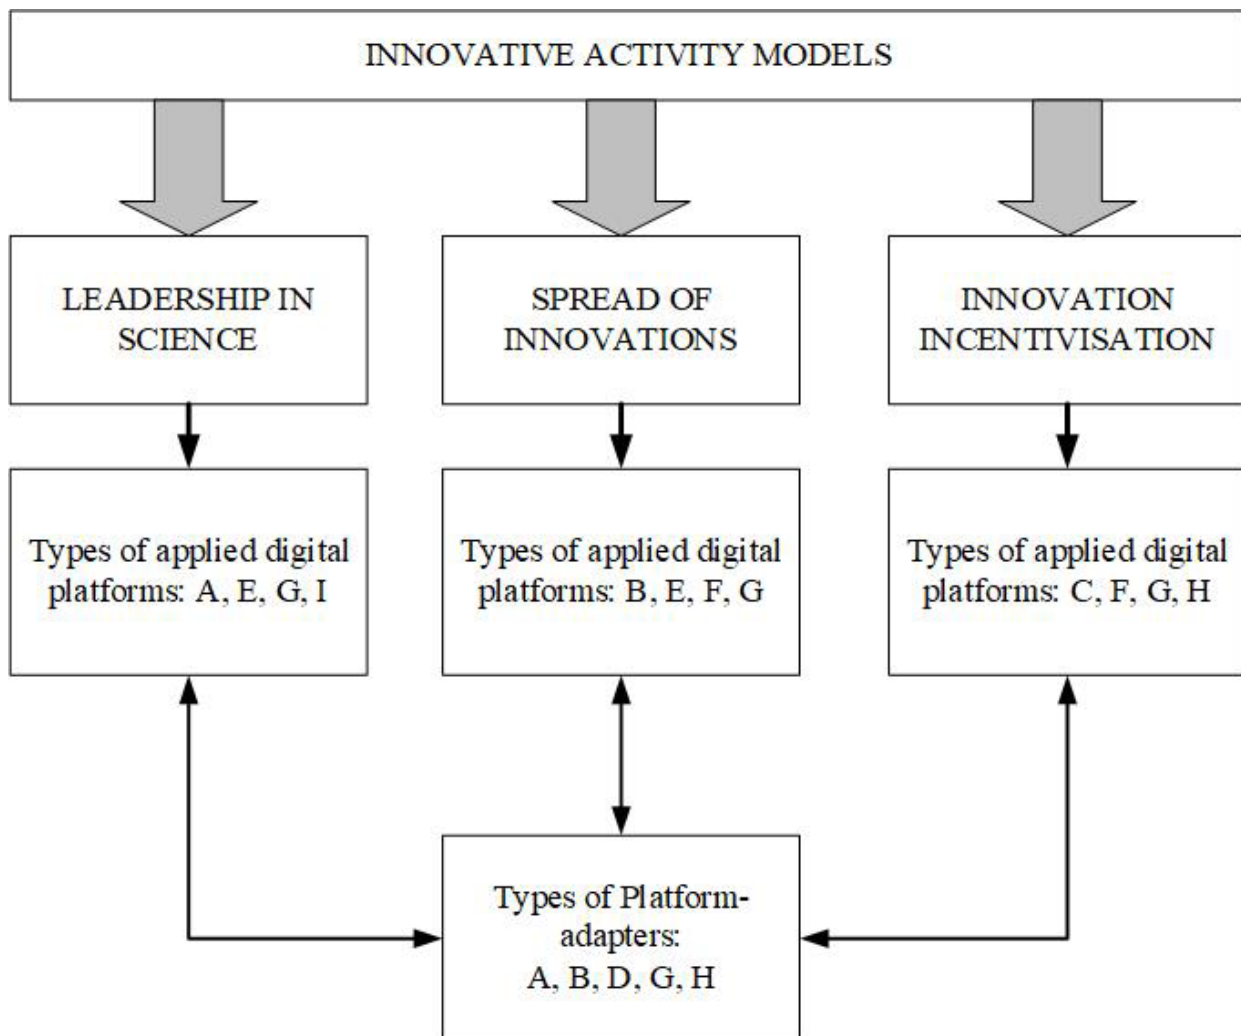 INNOVATIVE ACTIVITY MODELS
LEADERSHIP IN
SCIENCE
SPREAD OF
INNOVATIONS
INNOVATION
INCENTIVISATION
Types of applied digital
platforms: A, E, G, I
Types of applied digital
platforms: B, E, F, G
Types of applied digital
platforms: C, F, G, H
Types of Platform-
adapters:
A, B, D, G, H